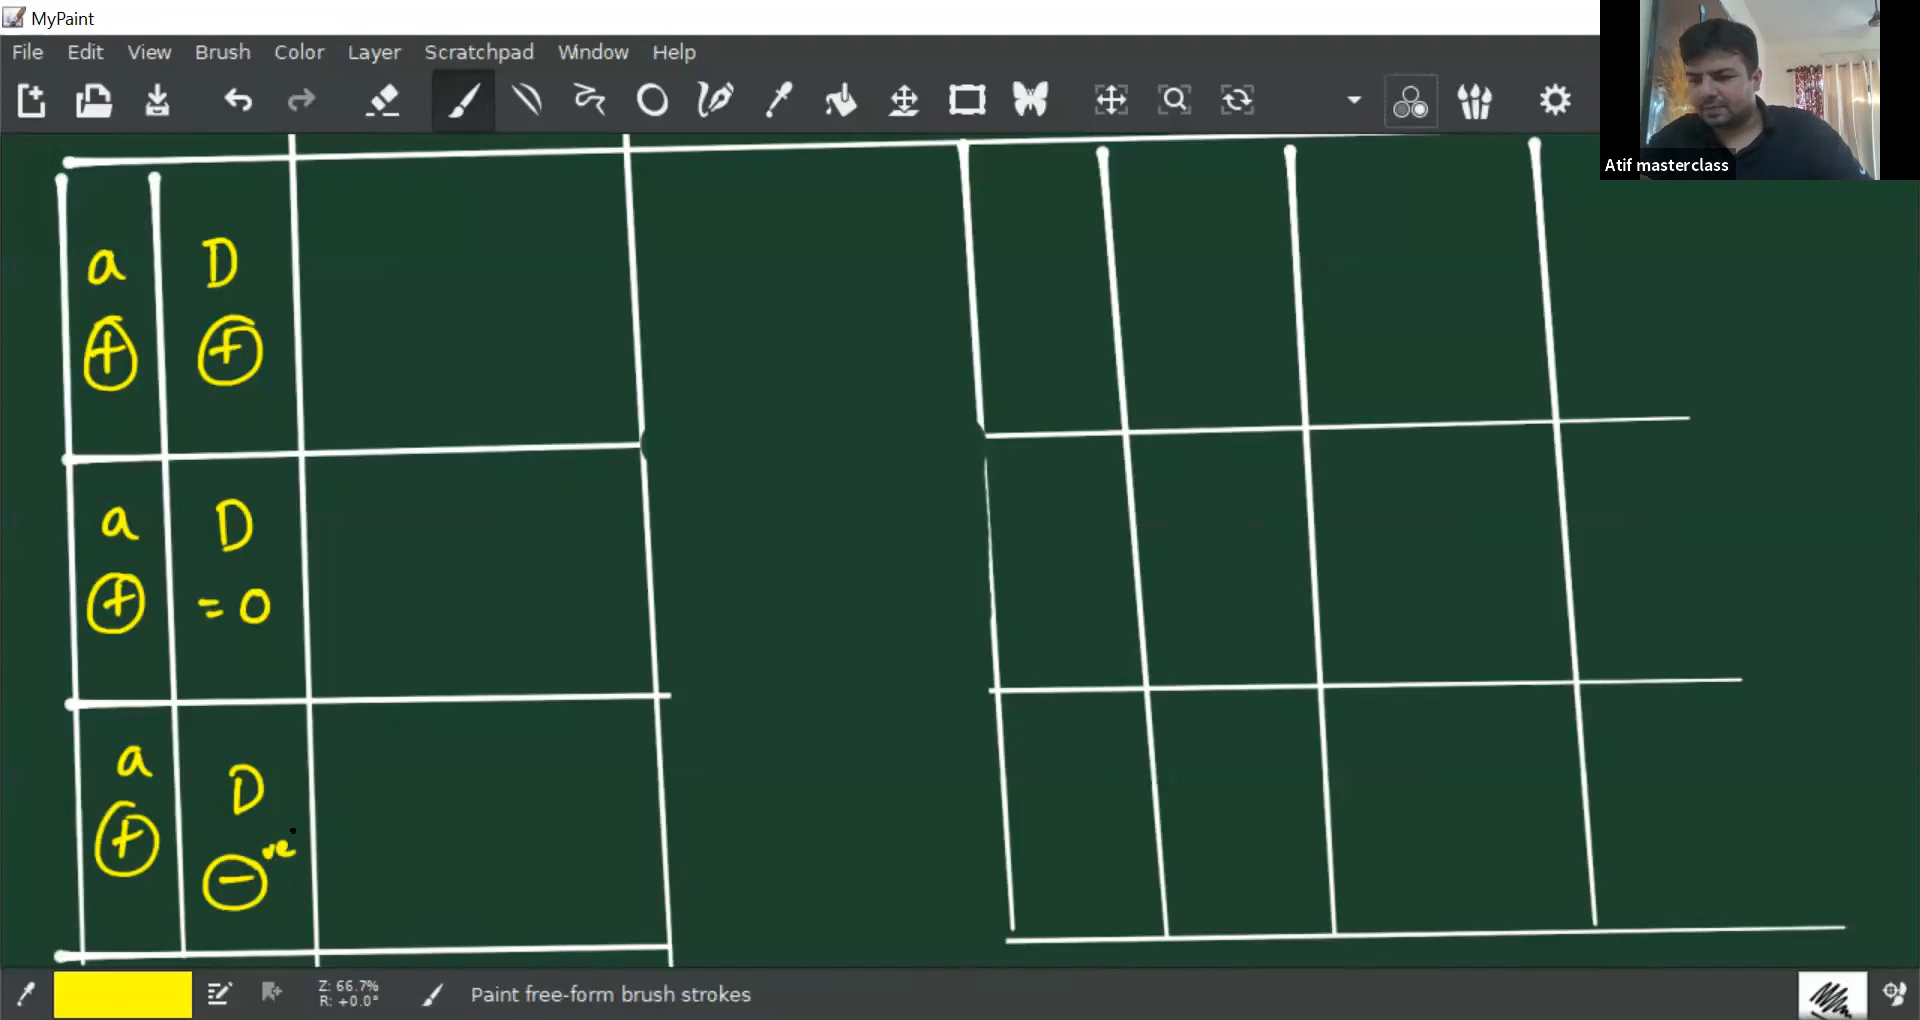 MyPaint
File Edit View Brush Color Layer Scratchpad Window Help
Atif masterclass
a D
+ +
a D
+ = 0
a D
+ - ve
Z: 66.7%
R: +0.0°
Paint free-form brush strokes